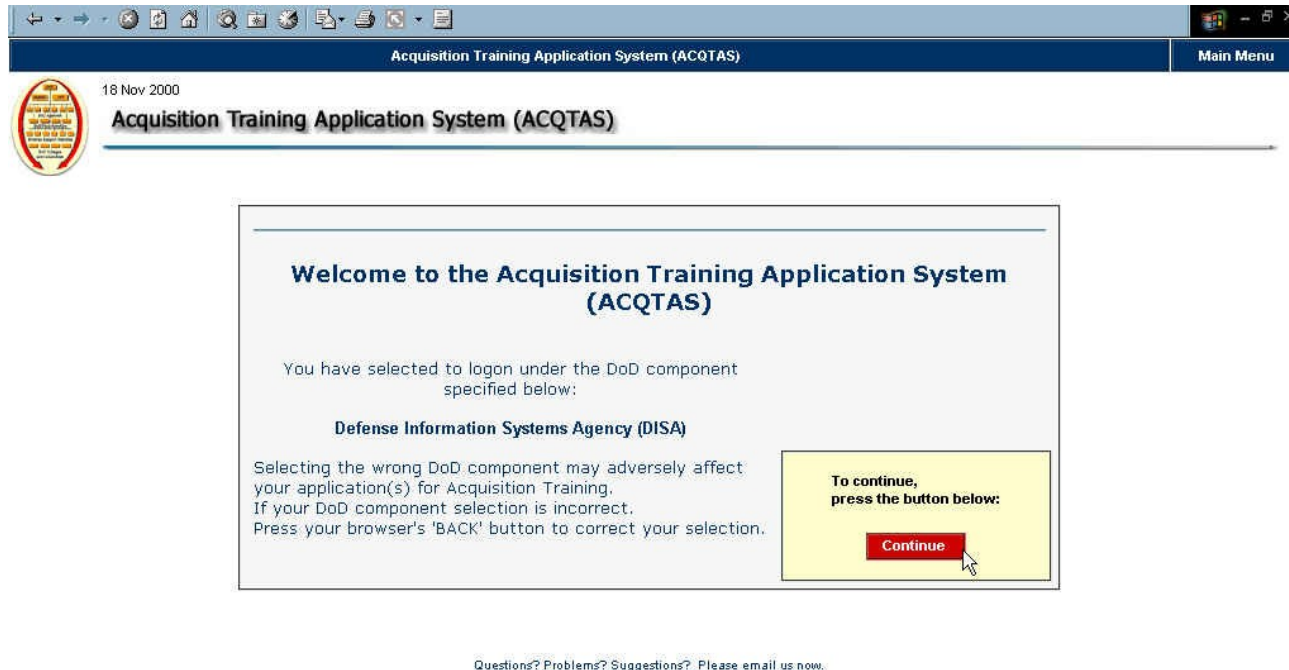 Acquisition Training Application System (ACQTAS)
Main Menu
18 Nov 2000
Acquisition Training Application System (ACQTAS)
Welcome to the Acquisition Training Application System
(ACQTAS)
You have selected to logon under the DoD component
specified below:
Defense Information Systems Agency (DISA)
Selecting the wrong DoD component may adversely affect
your application(s) for Acquisition Training.
If your DoD component selection is incorrect.
Press your browser's 'BACK' button to correct your selection.
To continue,
press the button below:
Continue
Questions? Problems? Suggestions? Please email us now.